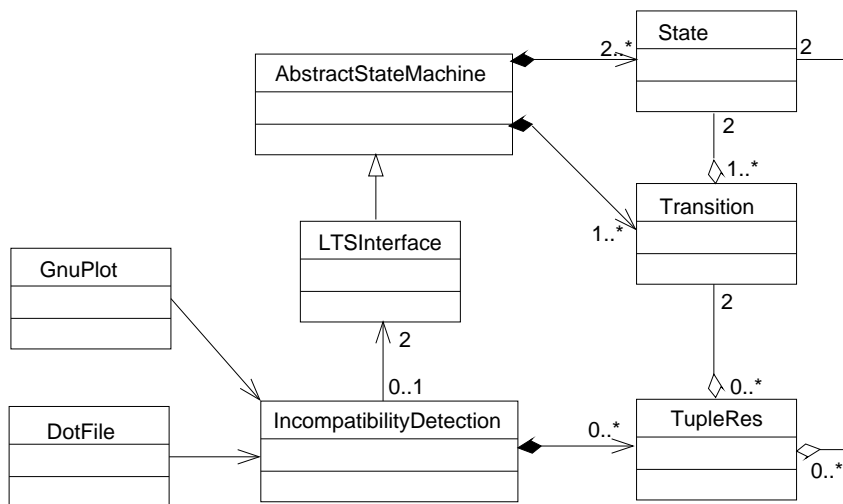 State
2..*
2
AbstractStateMachine
2
1..*
Transition
1..*
LTSInterface
GnuPlot
2
2
0..1
0..*
IncompatibilityDetection
TupleRes
DotFile
0..*
0..*